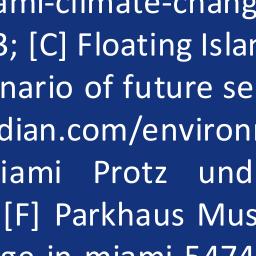 ami-climate-chang
3; [C] Floating Islan
nario of future se
dian.com/environ
iami Protz und
[F] Parkhaus Mus
ge in miami 5474